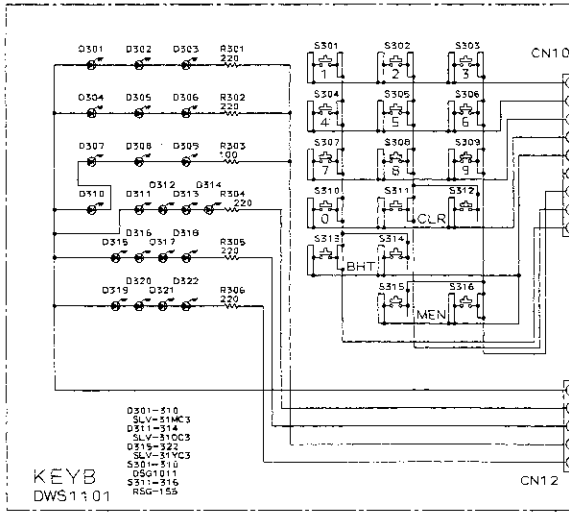 D301 D302 D303 R301
220
S301 S302 S303
1 2 3
CN10
D304 D305 D306 R302
220
S304 S305 S306
4 5 6
D307 D308 D309 R303
100
S307 S308 S309
7 8 9
D310 D311 D312 D313 D314 R304
220
S310 S311 S312
0 CLR
D315 D316 D317 D318 R305
220
S313 S314
BHT
D319 D320 D321 D322 R306
220
S315 S316
MEN
D301-310
SLV-31MC3
D311-314
SLV-31DC3
D315-322
SLV-31YC3
S301-310
DSG1011
S311-316
RSG-155
KEYB
DWS1101
CN12